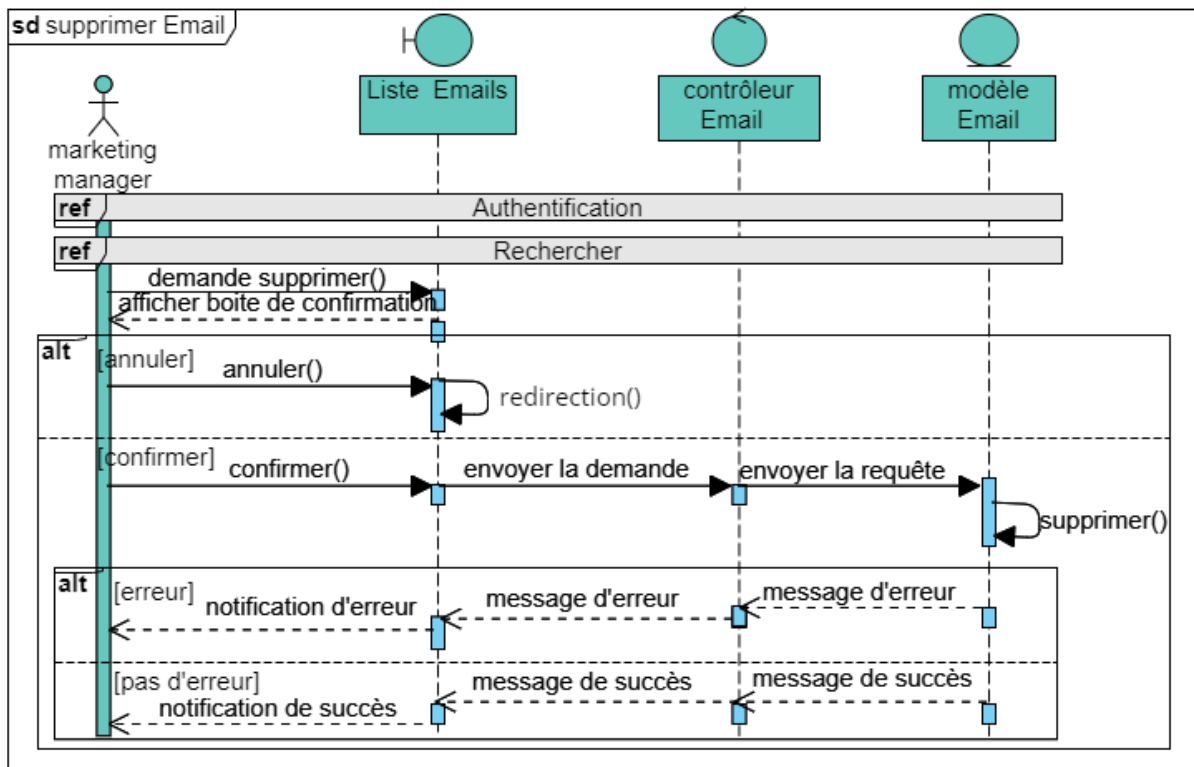 sd supprimer Email
Liste Emails
contrôleur
Email
modèle
Email
marketing
manager
ref
Authentification
ref
Rechercher
demande supprimer()
afficher boite de confirmation
alt
[annuler]
annuler()
redirection()
[confirmer]
confirmer()
envoyer la demande
envoyer la requête
supprimer()
alt
[erreur]
notification d'erreur
message d'erreur
message d'erreur
[pas d'erreur]
notification de succès
message de succès
message de succès